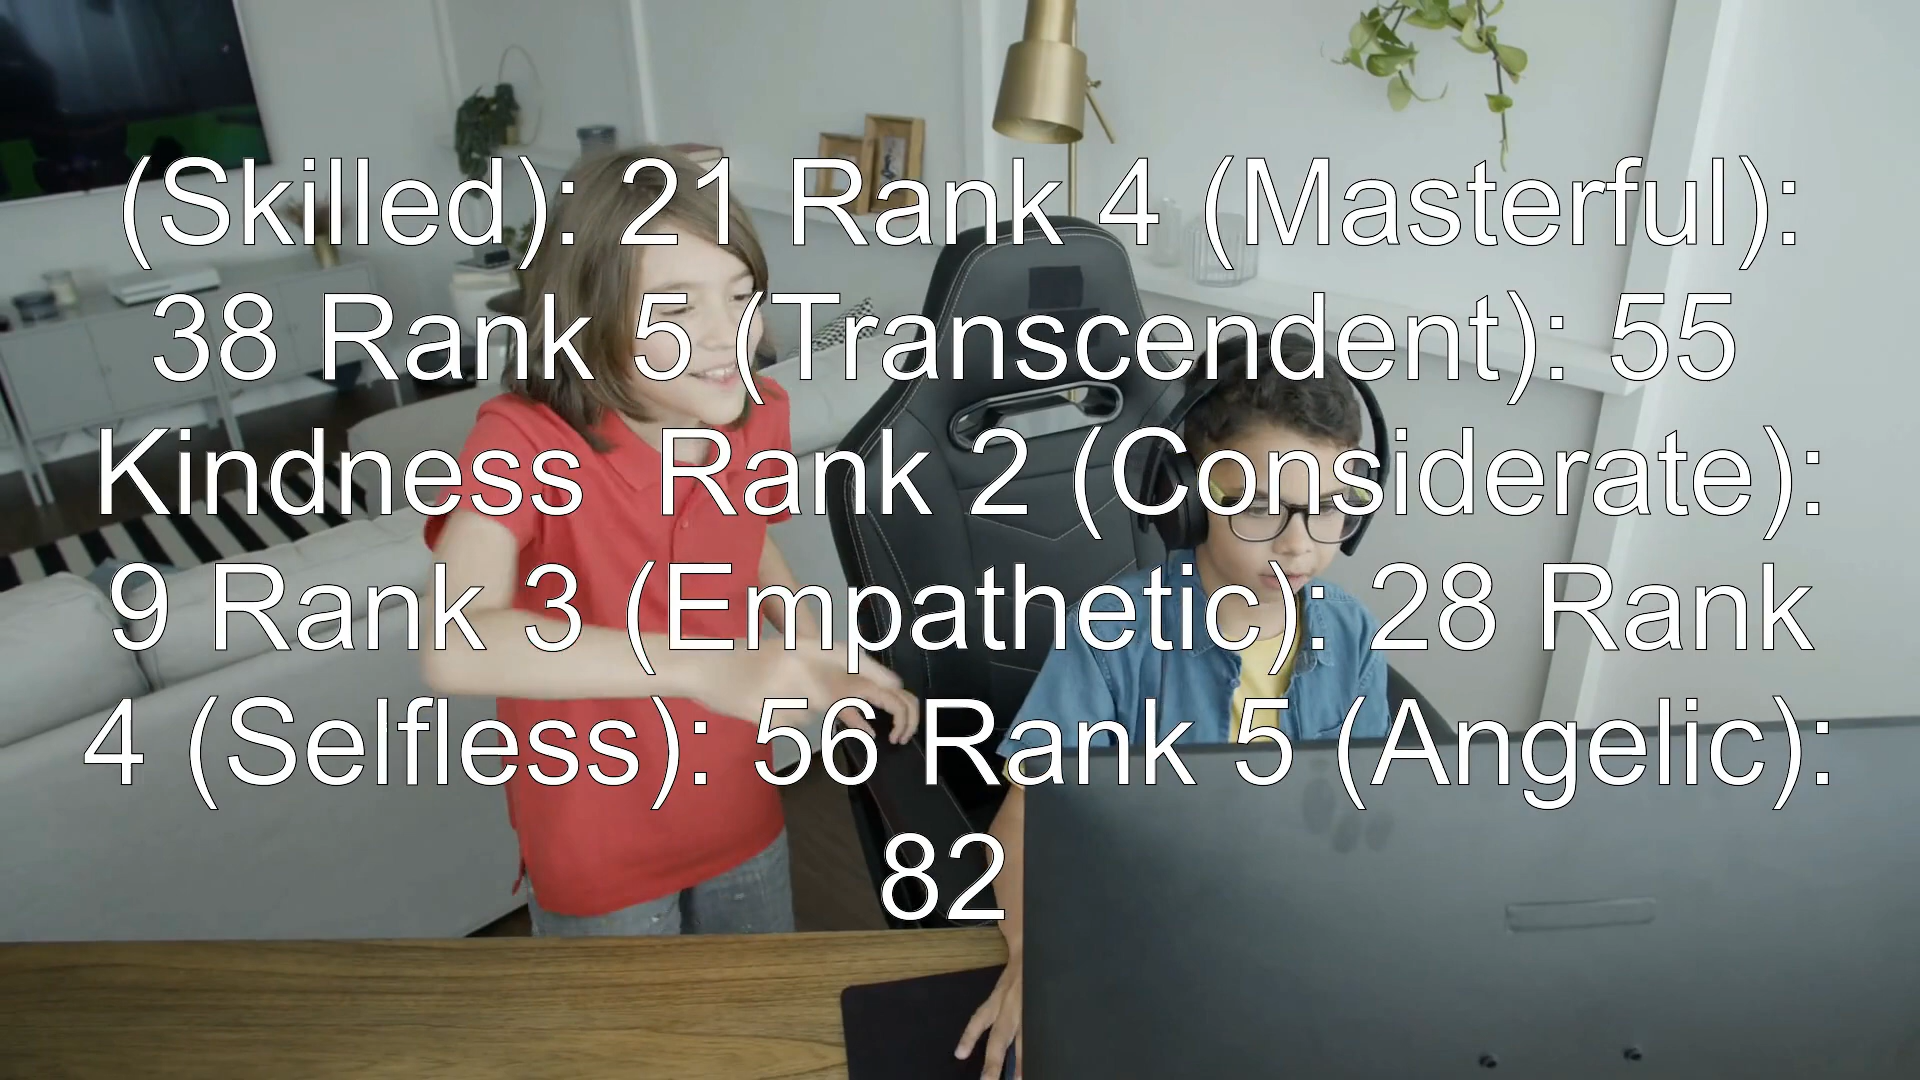 (Skilled): 21 Rank 4 (Masterful):
38 Rank 5 (Transcendent): 55
Kindness  Rank 2 (Considerate):
9 Rank 3 (Empathetic): 28 Rank
4 (Selfless): 56 Rank 5 (Angelic):
82